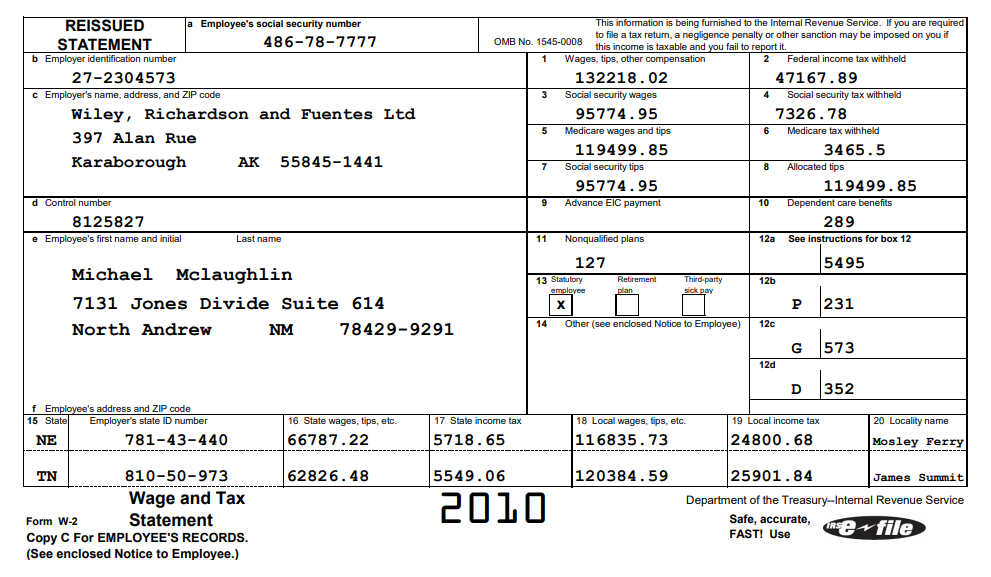 REISSUED STATEMENT
a Employee's social security number
486-78-7777
OMB No. 1545-0008
This information is being furnished to the Internal Revenue Service. If you are required
to file a tax return, a negligence penalty or other sanction may be imposed on you if
this income is taxable and you fail to report it.
b Employer identification number
27-2304573
1 Wages, tips, other compensation
132218.02
2 Federal income tax withheld
47167.89
c Employer's name, address, and ZIP code
Wiley, Richardson and Fuentes Ltd
397 Alan Rue
Karaborough AK 55845-1441
3 Social security wages
95774.95
4 Social security tax withheld
7326.78
5 Medicare wages and tips
119499.85
6 Medicare tax withheld
3465.5
7 Social security tips
95774.95
8 Allocated tips
119499.85
d Control number
8125827
9 Advance EIC payment
10 Dependent care benefits
289
e Employee's first name and initial Last name
Michael Mclaughlin
7131 Jones Divide Suite 614
North Andrew NM 78429-9291
f Employee's address and ZIP code
11 Nonqualified plans
127
12a See instructions for box 12
5495
13 Statutory employee
x
Retirement plan
Third-party sick pay
12b
P 231
14 Other (see enclosed Notice to Employee)
12c
G 573
12d
D 352
15 State Employer's state ID number 16 State wages, tips, etc. 17 State income tax 18 Local wages, tips, etc. 19 Local income tax 20 Locality name
NE 781-43-440 66787.22 5718.65 116835.73 24800.68 Mosley Ferry
TN 810-50-973 62826.48 5549.06 120384.59 25901.84 James Summit
Form W-2
Wage and Tax
Statement
2010
Department of the Treasury--Internal Revenue Service
Copy C For EMPLOYEE'S RECORDS.
(See enclosed Notice to Employee.)
Safe, accurate,
FAST! Use
IRS e file